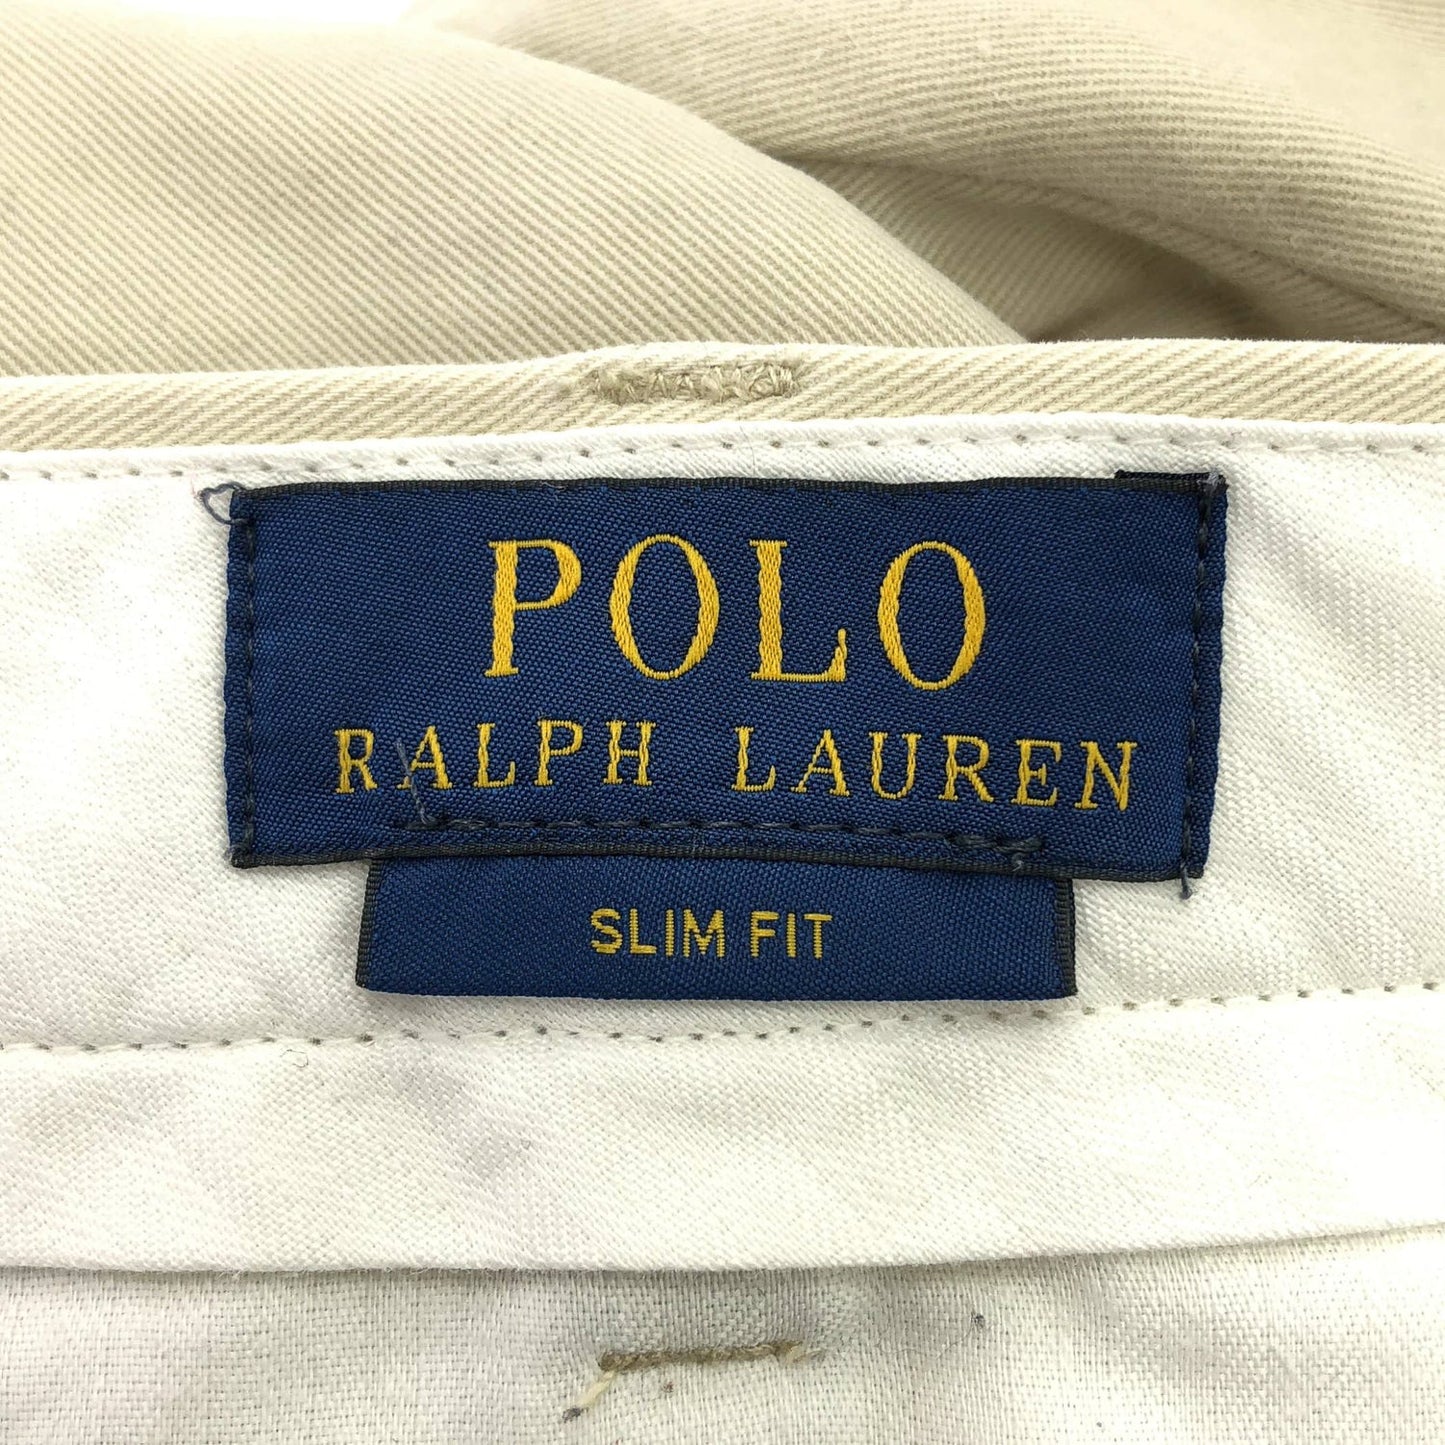 POLO
RALPH LAUREN
SLIM FIT